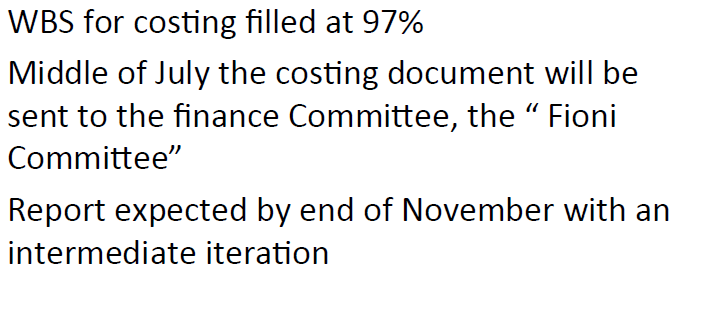 WBS for costing filled at 97%
Middle of July the costing document will be
sent to the finance Committee, the “ Fioni
Committee”
Report expected by end of November with an
intermediate iteration